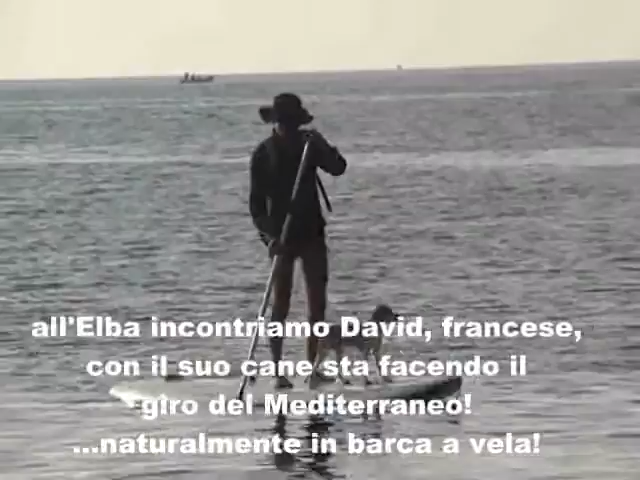 all'Elba incontriamo David, francese,
con il suo cane sta facendo il
giro del Mediterraneo!
...naturalmente in barca a vela!